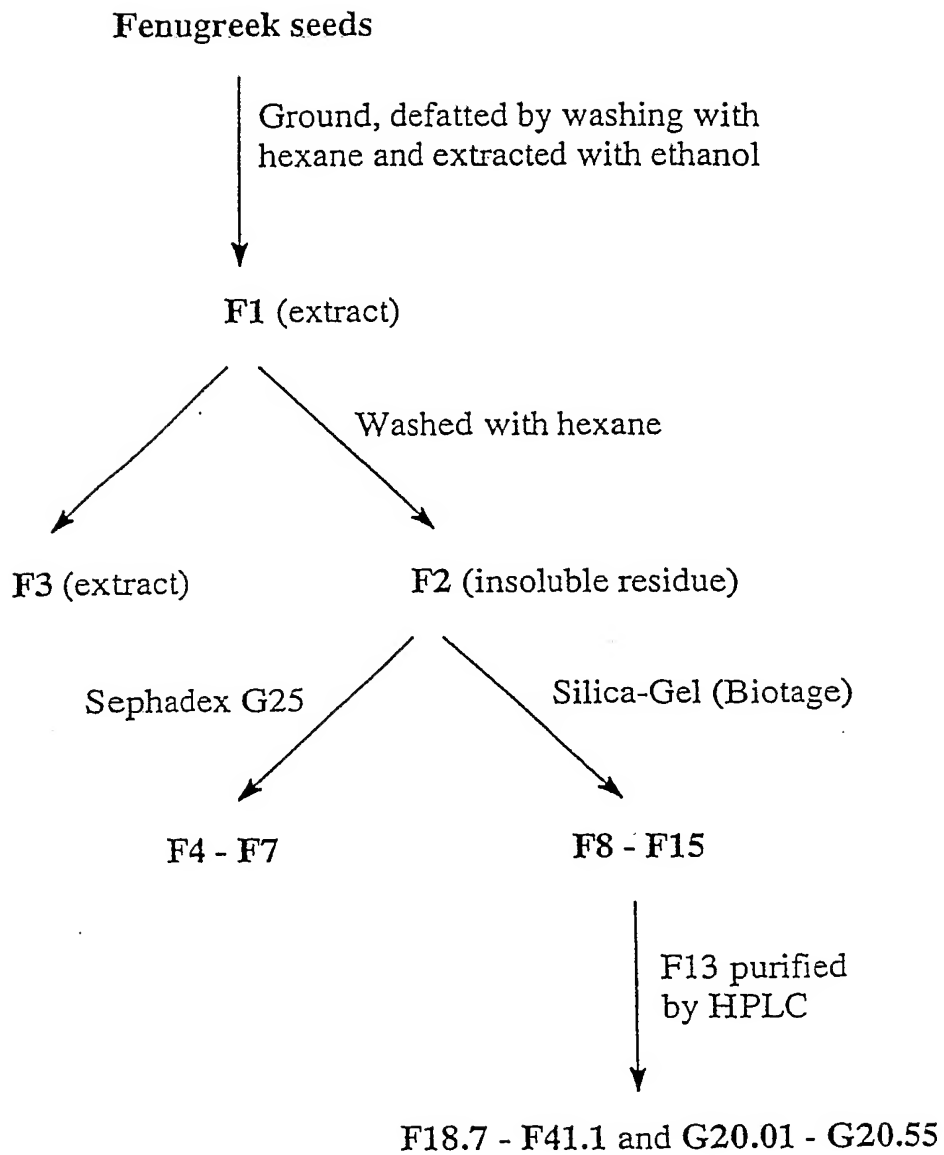 Fenugreek seeds
Ground, defatted by washing with
hexane and extracted with ethanol
F1 (extract)
Washed with hexane
F3 (extract)
F2 (insoluble residue)
Sephadex G25
Silica-Gel (Biotage)
F4 - F7
F8 - F15
F13 purified
by HPLC
F18.7 - F41.1 and G20.01 - G20.55